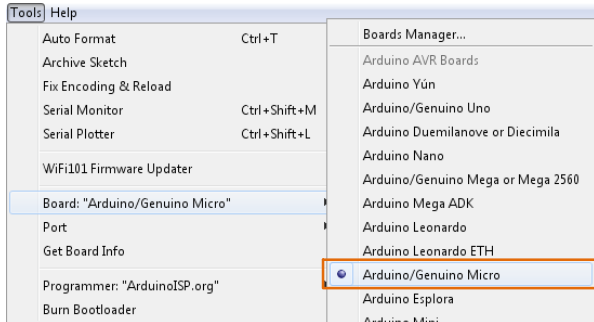 Tools Help
Auto Format Ctrl+T
Archive Sketch
Fix Encoding & Reload
Serial Monitor Ctrl+Shift+M
Serial Plotter Ctrl+Shift+L
WiFi101 Firmware Updater
Board: "Arduino/Genuino Micro"
Port
Get Board Info
Programmer: "ArduinoISP.org"
Burn Bootloader
Boards Manager...
Arduino AVR Boards
Arduino Yún
Arduino/Genuino Uno
Arduino Duemilanove or Diecimila
Arduino Nano
Arduino/Genuino Mega or Mega 2560
Arduino Mega ADK
Arduino Leonardo
Arduino Leonardo ETH
Arduino/Genuino Micro
Arduino Esplora
Arduino Mini